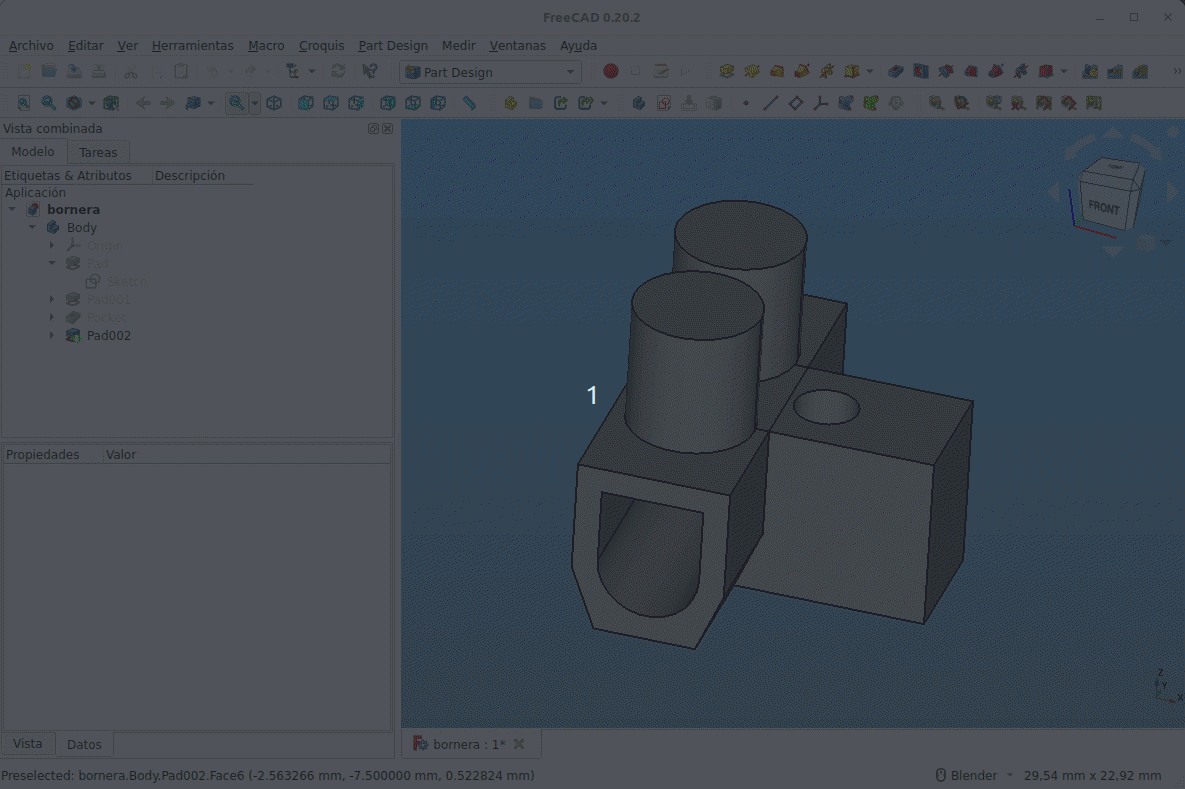 FreeCAD 0.20.2
Archivo Editar Ver Herramientas Macro Croquis Part Design Medir Ventanas Ayuda
Part Design
Vista combinada
Modelo Tareas
Etiquetas & Atributos Descripción
Aplicación
bornera
Body
Origin
Pad
Sketch
Pad001
Pocket
Pad002
1
FRONT
Propiedades Valor
Z
Y
X
Vista Datos
bornera : 1*
Preselected: bornera.Body.Pad002.Face6 (-2.563266 mm, -7.500000 mm, 0.522824 mm)
Blender
29,54 mm x 22,92 mm